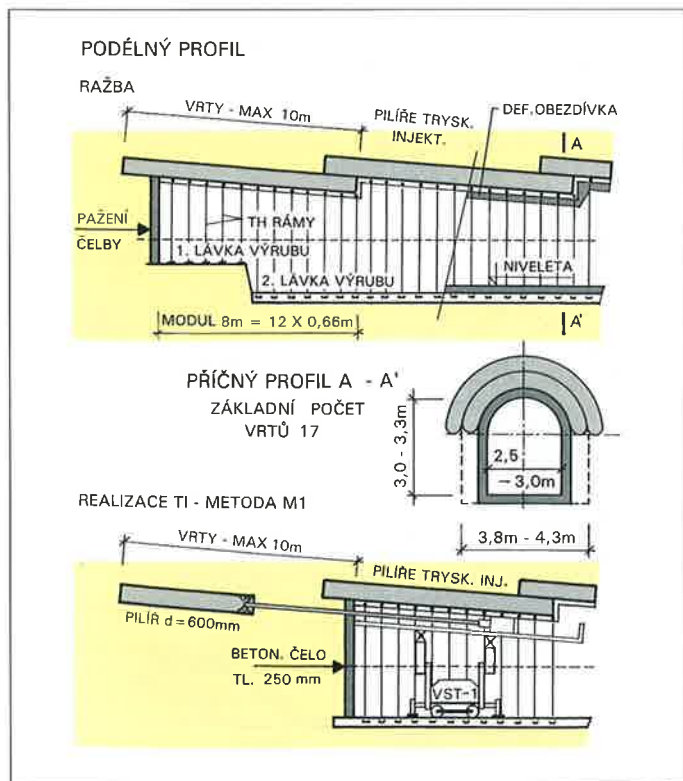 PODÉLNÝ PROFIL
RAŽBA
VRTY - MAX 10m
PILÍŘE TRYSK.
INJEKT.
DEF. OBEZDÍVKA
A
PAŽENÍ
ČELBY
TH RÁMY
1. LÁVKA VÝRUBU
2. LÁVKA VÝRUBU
NIVELETA
MODUL 8m = 12 X 0,66m
A'
PŘÍČNÝ PROFIL A - A'
ZÁKLADNÍ POČET
VRTŮ 17
3,0 - 3,3m
2,5
- 3,0m
3,8m - 4,3m
REALIZACE TI - METODA M1
VRTY - MAX 10m
PILÍŘE TRYSK. INJ.
PILÍŘ d = 600mm
BETON. ČELO
TL. 250 mm
VST-1